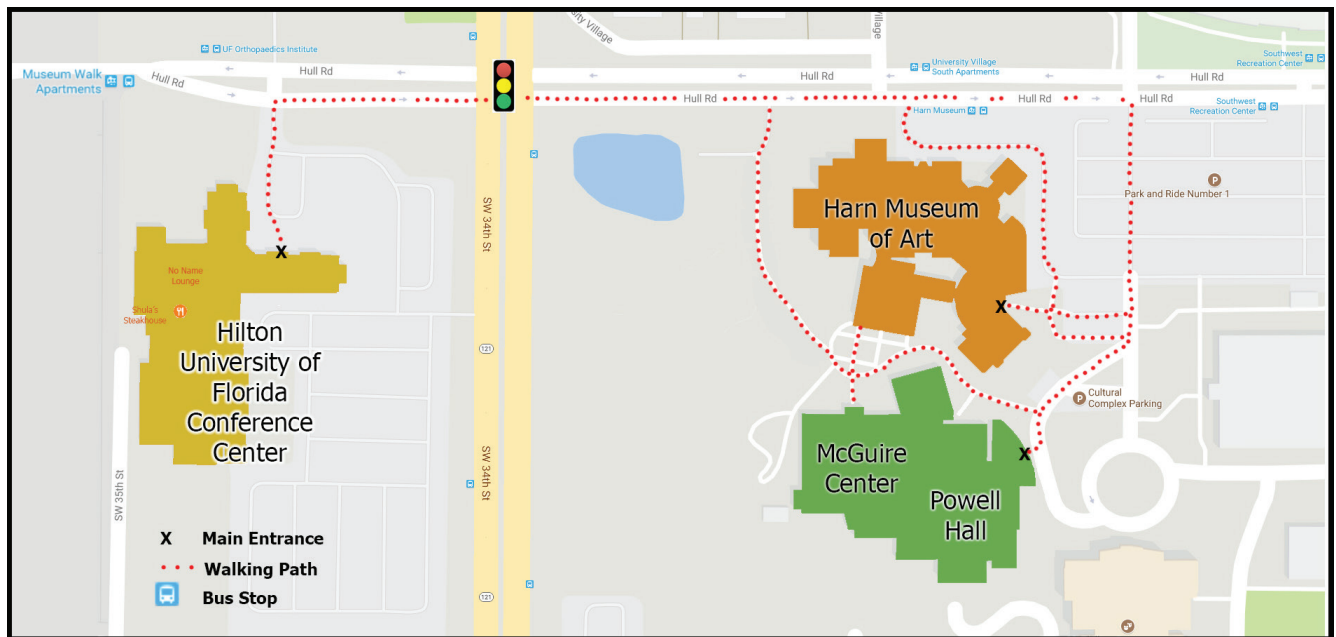 University Village
Village
UF Orthopaedics Institute
Museum Walk
Apartments
Hull Rd
Hull Rd
Hull Rd
University Village
South Apartments
Southwest
Recreation Center
Hull Rd
Hull Rd
Hull Rd
Hull Rd
Harn Museum
Southwest
Recreation Center
P
Park and Ride Number 1
SW 34th St
Harn Museum
of Art
X
No Name
Lounge
Shula's
Steakhouse
X
Hilton
University of
Florida
Conference
Center
121
P
Cultural
Complex Parking
McGuire
Center
X
Powell
Hall
SW 35th St
SW 34th St
X Main Entrance
Walking Path
Bus Stop
121